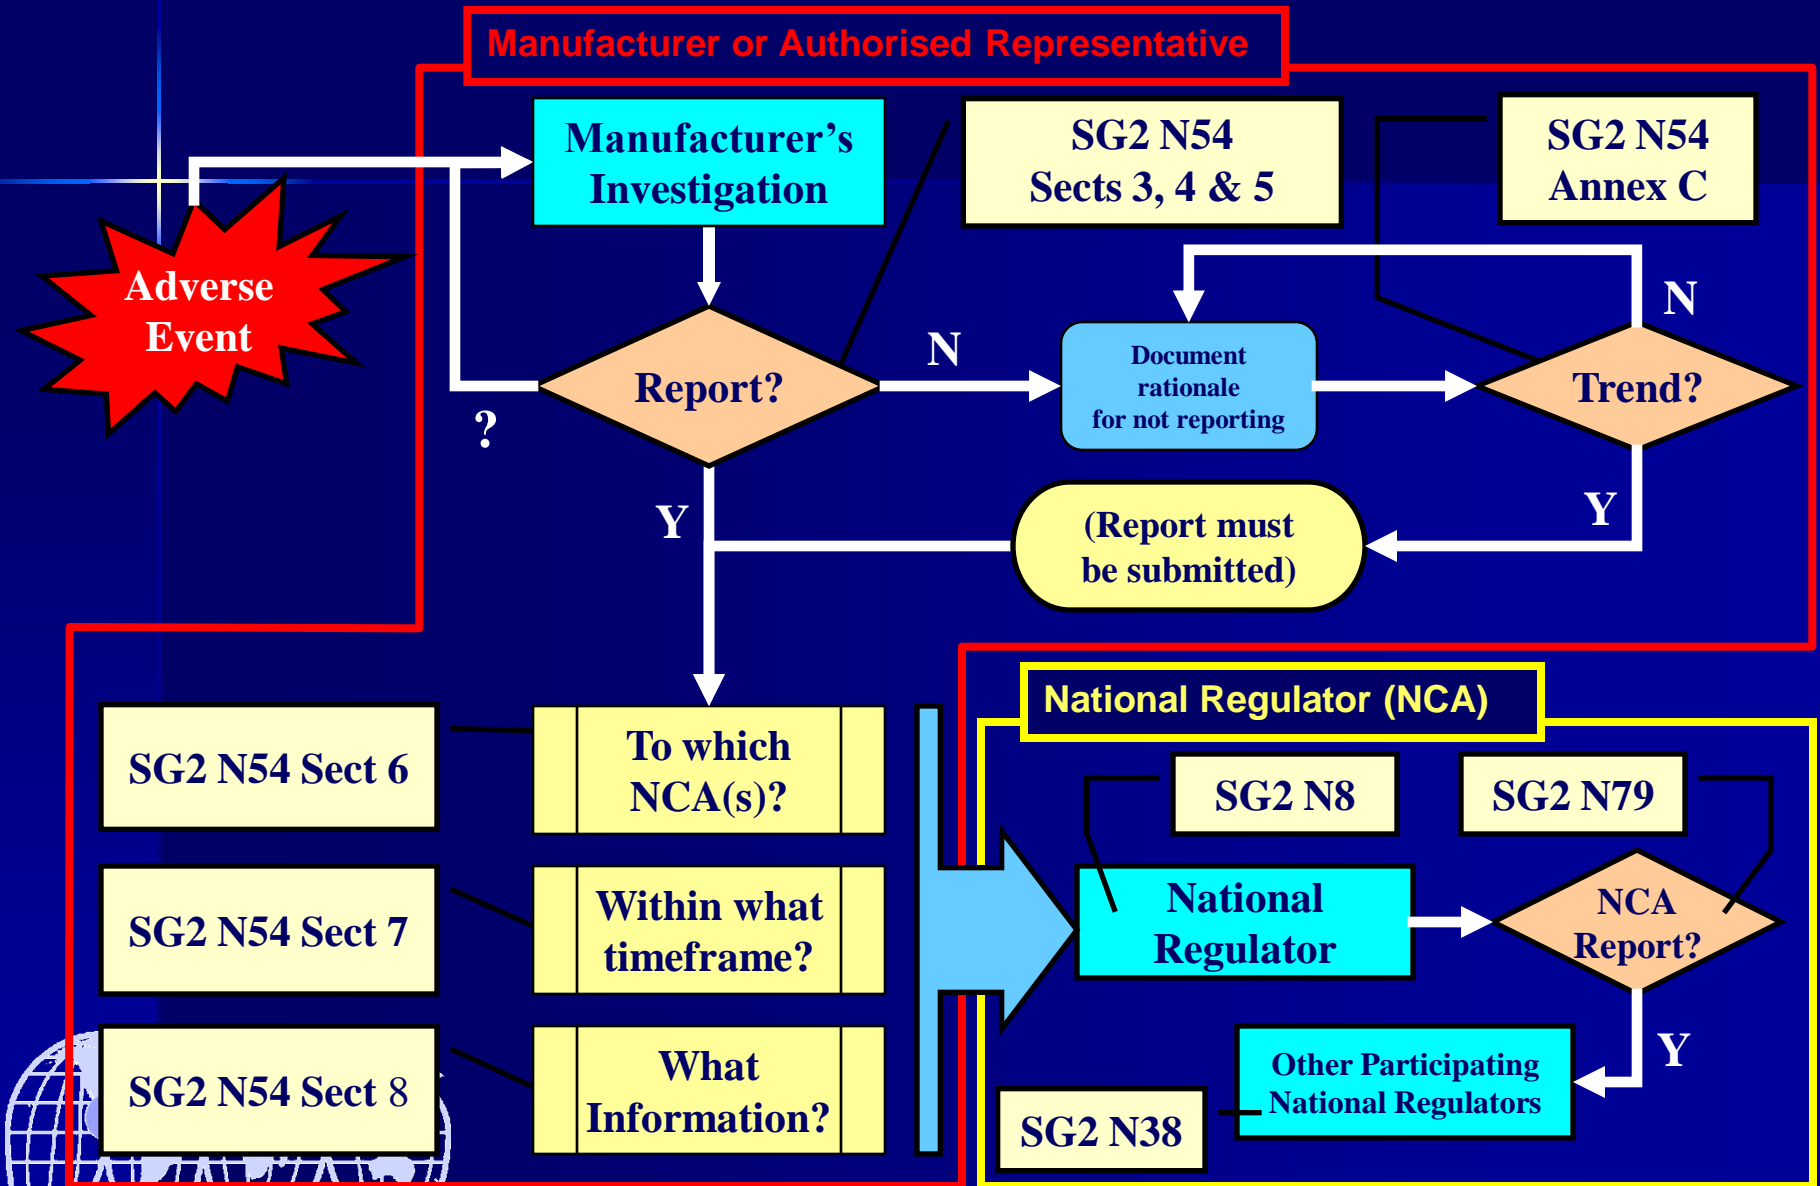 Manufacturer or Authorised Representative
Manufacturer's
Investigation
SG2 N54
Sects 3, 4 & 5
SG2 N54
Annex C
Adverse
Event
Report?
?
N
Document
rationale
for not reporting
Trend?
N
Y
Y
(Report must
be submitted)
National Regulator (NCA)
SG2 N54 Sect 6
To which
NCA(s)?
SG2 N8
SG2 N79
SG2 N54 Sect 7
Within what
timeframe?
National
Regulator
NCA
Report?
SG2 N54 Sect 8
What
Information?
Y
Other Participating
National Regulators
SG2 N38